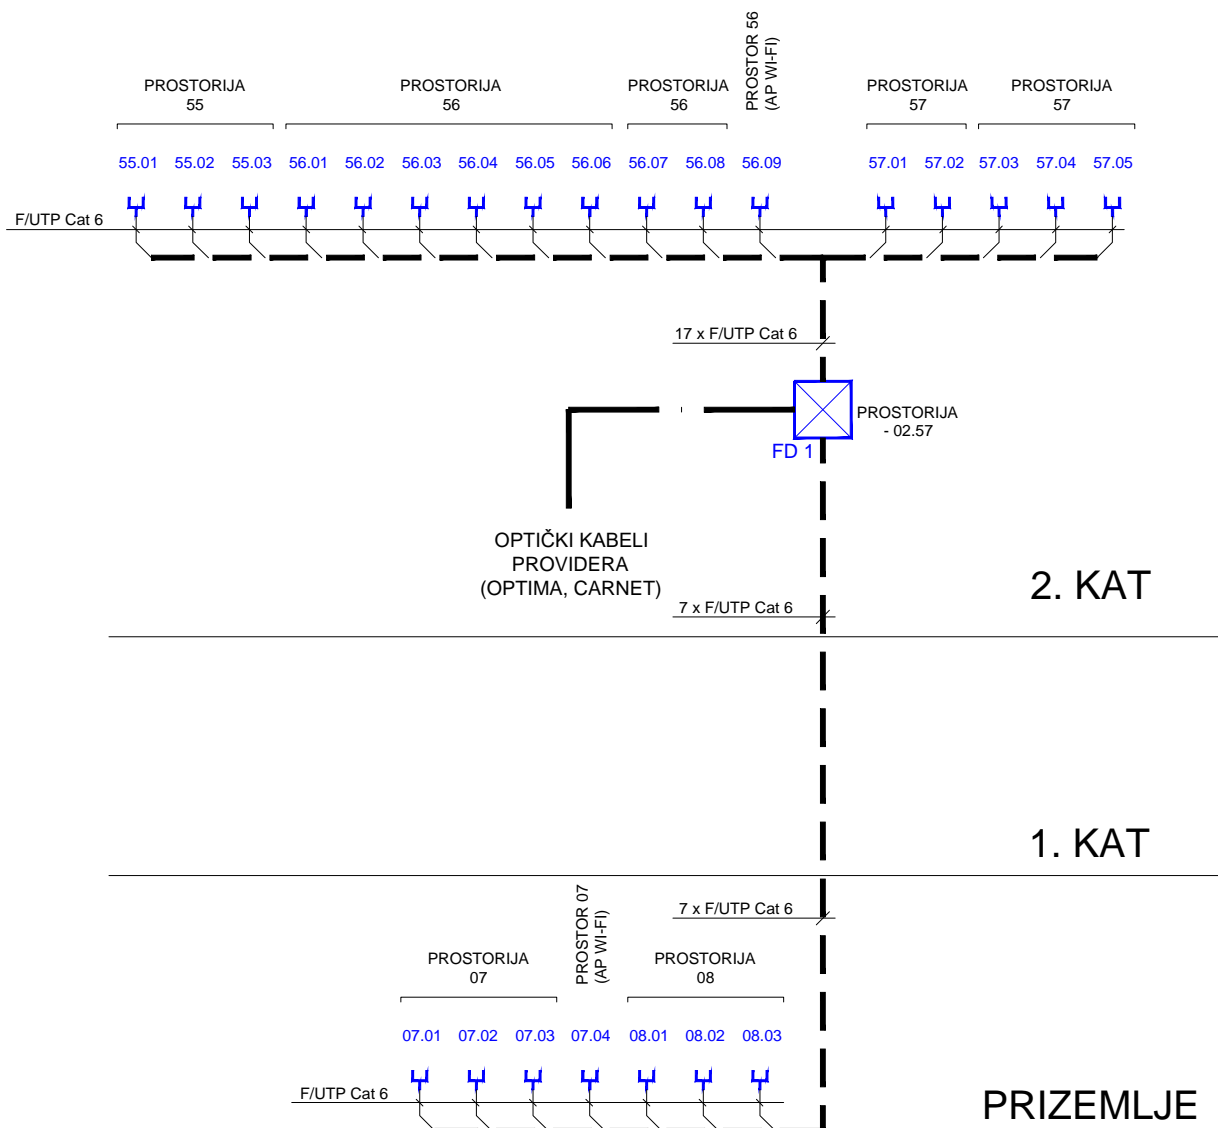 PROSTORIJA
55
PROSTORIJA
56
PROSTORIJA
56
PROSTOR 56
(AP WI-FI)
PROSTORIJA
57
PROSTORIJA
57
55.01 55.02 55.03 56.01 56.02 56.03 56.04 56.05 56.06 56.07 56.08 56.09 57.01 57.02 57.03 57.04 57.05
F/UTP Cat 6
17 x F/UTP Cat 6
PROSTORIJA
- 02.57
FD 1
OPTIČKI KABELI
PROVIDERA
(OPTIMA, CARNET)
2. KAT
7 x F/UTP Cat 6
1. KAT
7 x F/UTP Cat 6
PROSTORIJA
07
PROSTOR 07
(AP WI-FI)
PROSTORIJA
08
07.01 07.02 07.03 07.04 08.01 08.02 08.03
F/UTP Cat 6
PRIZEMLJE